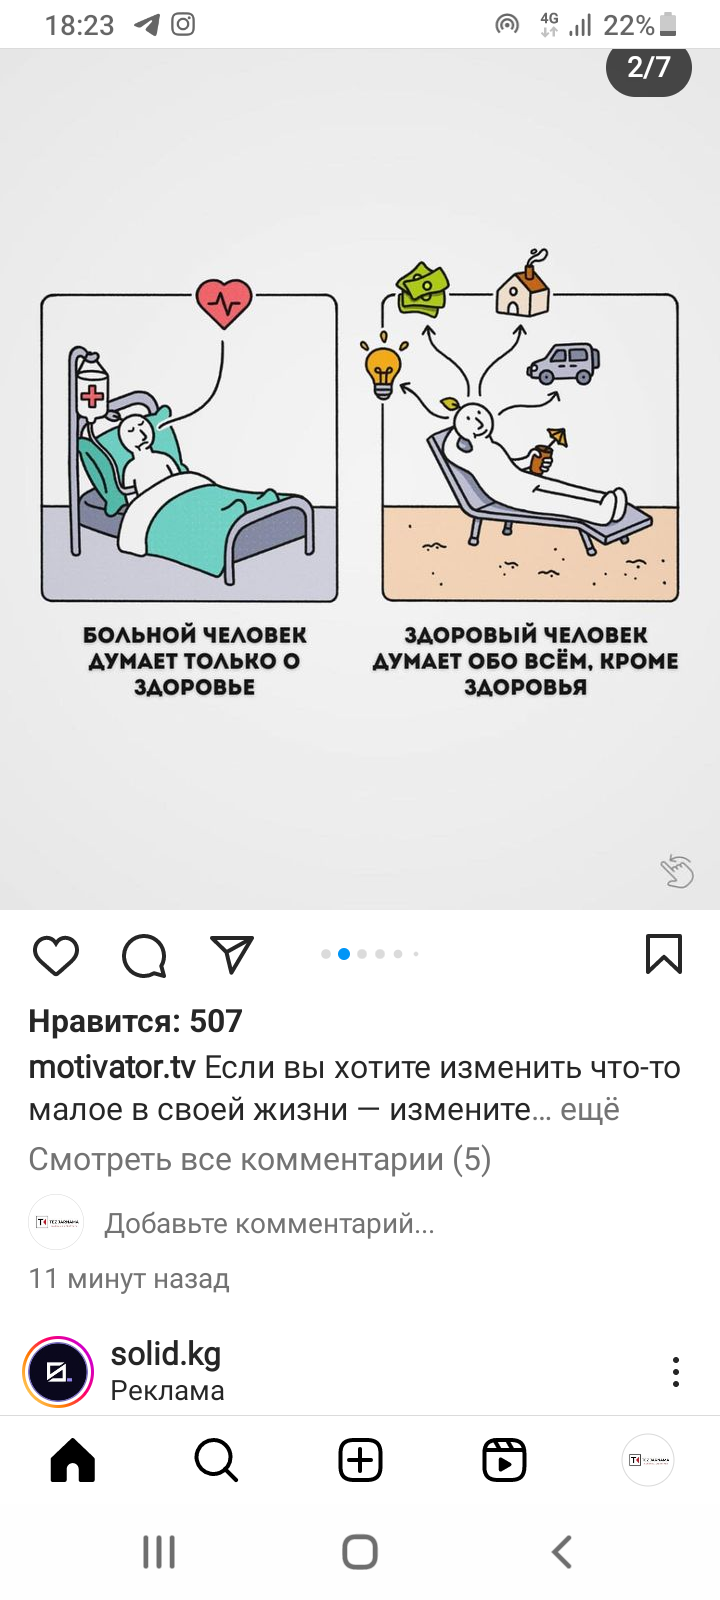 18:23
4G
22%
2/7
БОЛЬНОЙ ЧЕЛОВЕК
ДУМАЕТ ТОЛЬКО О
ЗДОРОВЬЕ
ЗДОРОВЫЙ ЧЕЛОВЕК
ДУМАЕТ ОБО ВСЁМ, КРОМЕ
ЗДОРОВЬЯ
Нравится: 507
motivator.tv Если вы хотите изменить что-то
малое в своей жизни — измените... ещё
Смотреть все комментарии (5)
Добавьте комментарий...
11 минут назад
solid.kg
Реклама